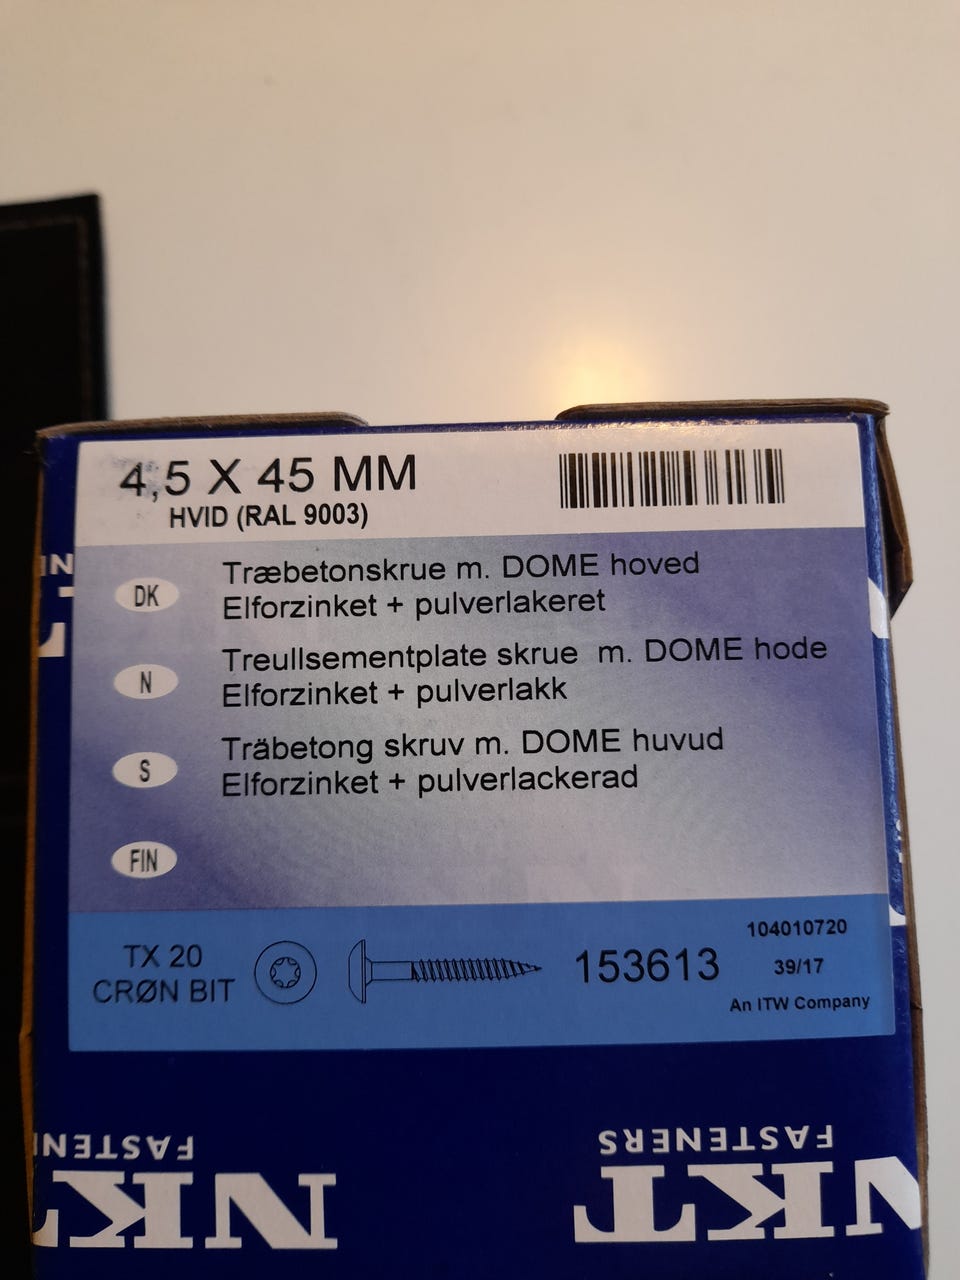 4,5 X 45 MM
HVID (RAL 9003)
DK
Træbetonskrue m. DOME hoved
Elforzinket + pulverlakeret
N
Treullsementplate skrue m. DOME hode
Elforzinket + pulverlakk
S
Träbetong skruv m. DOME huvud
Elforzinket + pulverlackerad
FIN
TX 20
CRØN BIT
153613
104010720
39/17
An ITW Company
FASTENERS
NKT
FASTENE
NKT